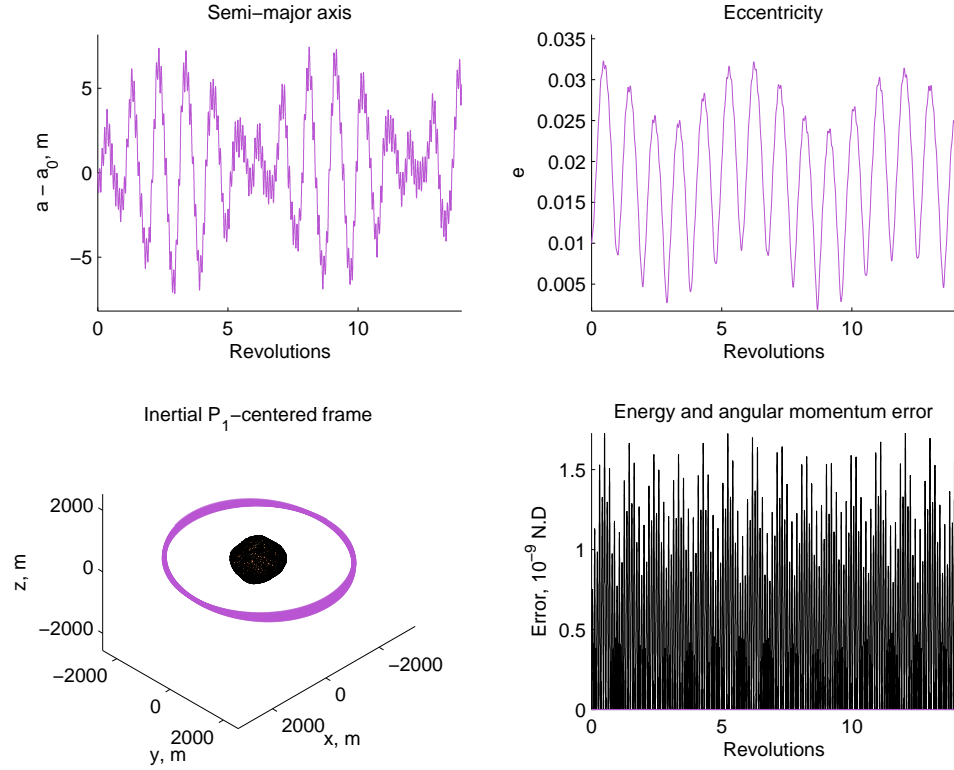 Semi−major axis
a − a0, m
5
0
−5
0
5
10
Revolutions
Eccentricity
e
0.035
0.03
0.025
0.02
0.015
0.01
0.005
0
5
10
Revolutions
Inertial P1−centered frame
z, m
2000
0
−2000
−2000
0
2000
y, m
−2000
0
2000
x, m
Energy and angular momentum error
Error, 10−9 N.D
1.5
1
0.5
0
0
5
10
Revolutions